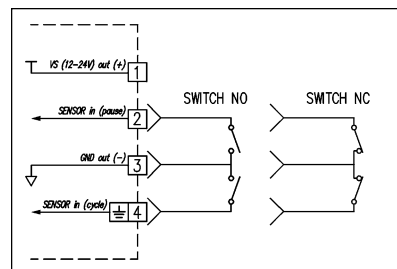 VS (12-24V) out (+)
1
SWITCH NO
SWITCH NC
SENSOR in (pause)
2
GND out (-)
3
SENSOR in (cycle)
4